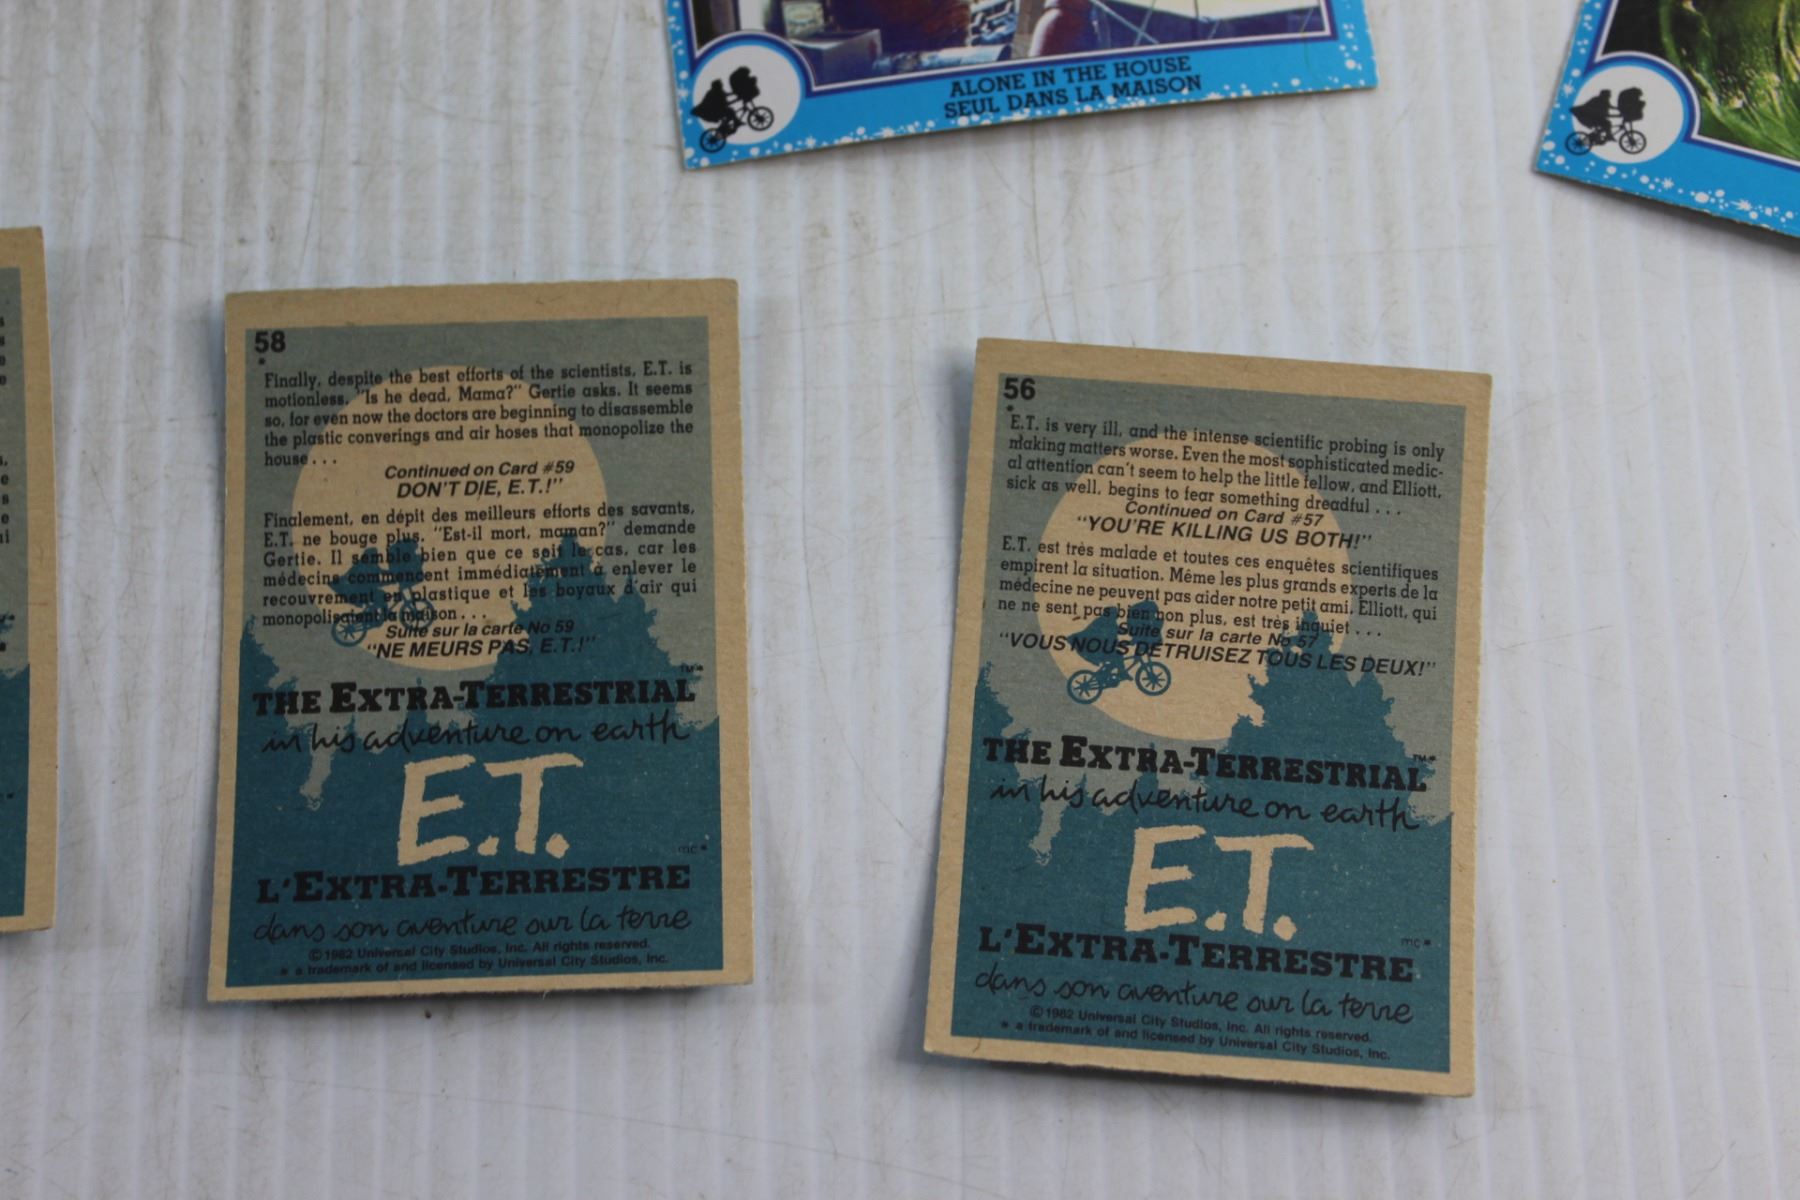 ALONE IN THE HOUSE
SEUL DANS LA MAISON
58
Finally, despite the best efforts of the scientists, E.T. is
motionless. "Is he dead, Mama?" Gertie asks. It seems
so, for even now the doctors are beginning to disassemble
the plastic converings and air hoses that monopolize the
house...
Continued on Card #59
DON'T DIE, E.T.!"
Finalement, en dépit des meilleurs efforts des savants,
E.T. ne bouge plus. "Est-il mort, maman?" demande
Gertie. Il semble bien que ce soit le cas, car les
médecins commencent immédiatement à enlever le
recouvrement en plastique et les boyaux d'air qui
monopolisaient la maison...
Suite sur la carte No 59
"NE MEURS PAS, E.T.!"
THE EXTRA-TERRESTRIAL TM*
in his adventure on earth
E.T.
mc*
L'EXTRA-TERRESTRE
dans son aventure sur la terre
©1982 Universal City Studios, Inc. All rights reserved.
* a trademark of and licensed by Universal City Studios, Inc.
56
E.T. is very ill, and the intense scientific probing is only
making matters worse. Even the most sophisticated medic-
al attention can't seem to help the little fellow, and Elliott,
sick as well, begins to fear something dreadful...
Continued on Card #57
"YOU'RE KILLING US BOTH!"
E.T. est très malade et toutes ces enquêtes scientifiques
empirent la situation. Même les plus grands experts de la
médecine ne peuvent pas aider notre petit ami. Elliott, qui
ne ne sent pas bien non plus, est très inquiet...
Suite sur la carte No 57
"VOUS NOUS DÉTRUISEZ TOUS LES DEUX!"
THE EXTRA-TERRESTRIAL TM*
in his adventure on earth
E.T.
mc*
L'EXTRA-TERRESTRE
dans son aventure sur la terre
©1982 Universal City Studios, Inc. All rights reserved.
* a trademark of and licensed by Universal City Studios, Inc.